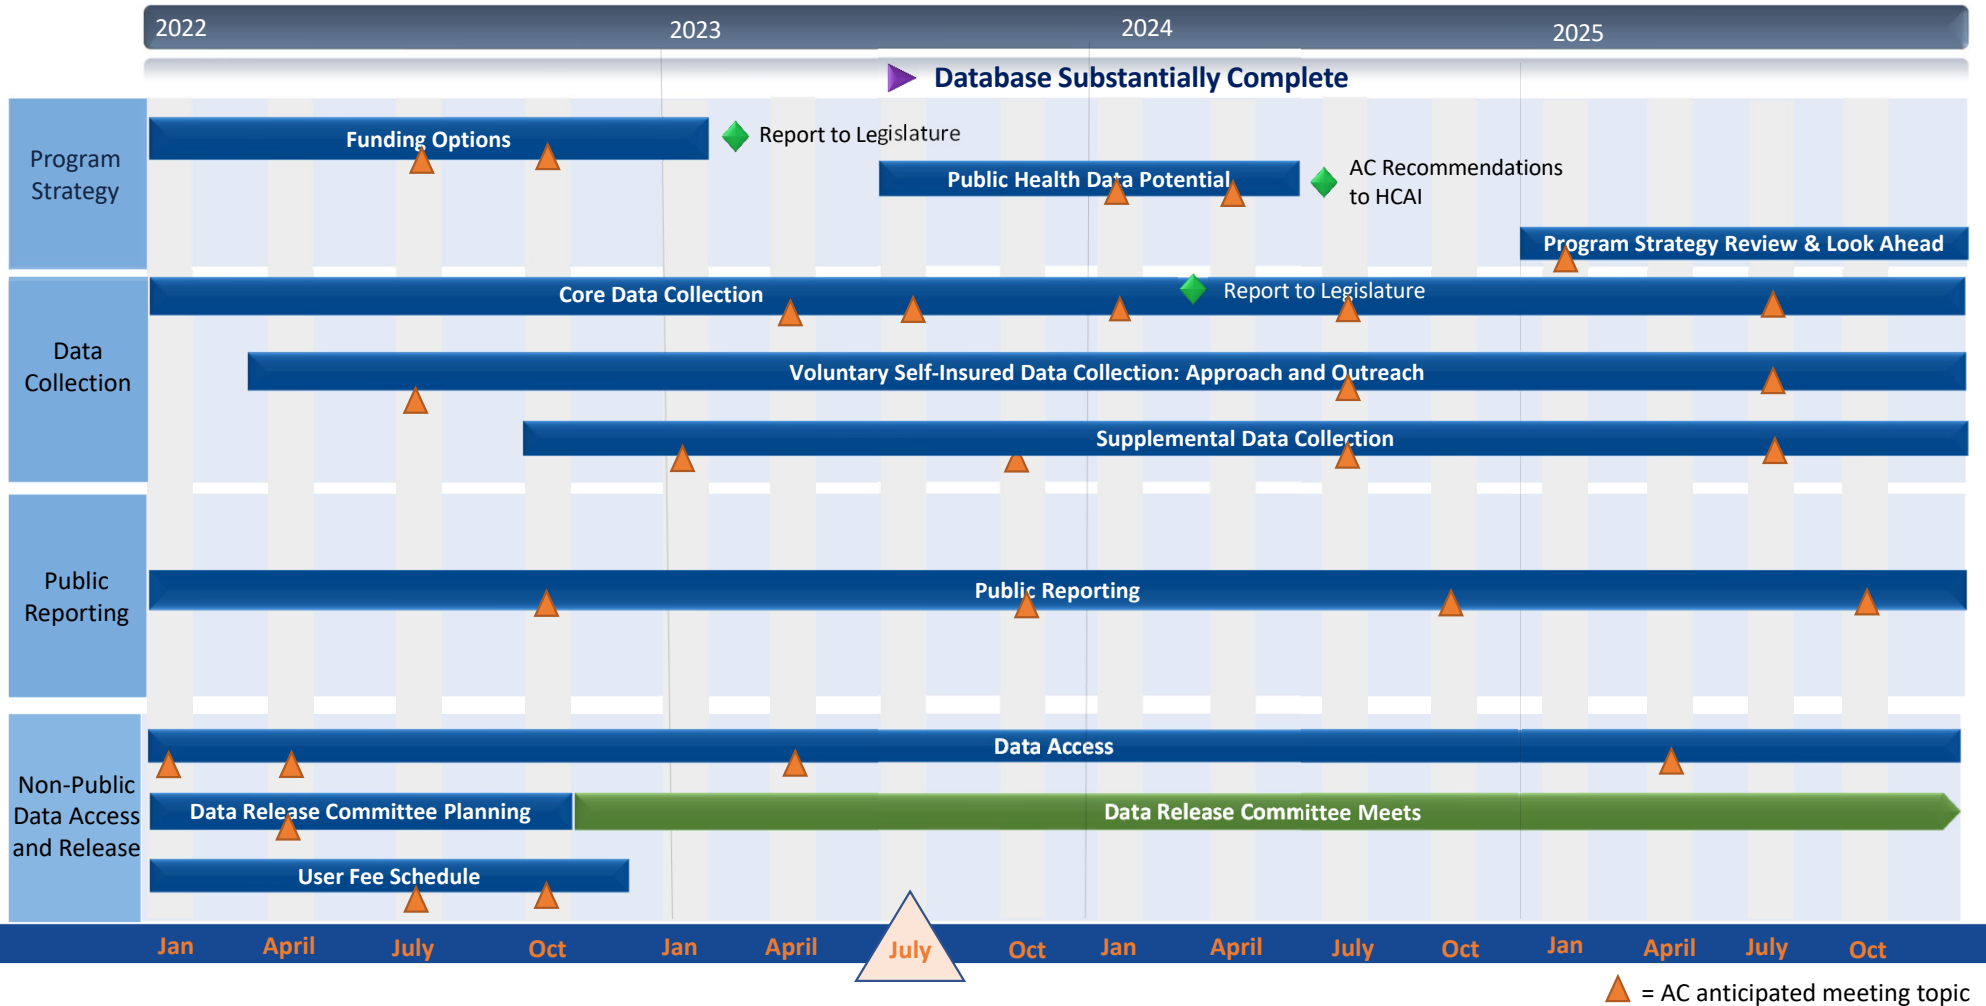 2022
2023
2024
2025
Database Substantially Complete
Program
Strategy
Funding Options
Report to Legislature
Public Health Data Potential
AC Recommendations
to HCAI
Program Strategy Review & Look Ahead
Data
Collection
Core Data Collection
Report to Legislature
Voluntary Self-Insured Data Collection: Approach and Outreach
Supplemental Data Collection
Public
Reporting
Public Reporting
Non-Public
Data Access
and Release
Data Access
Data Release Committee Planning
Data Release Committee Meets
User Fee Schedule
Jan
April
July
Oct
Jan
April
July
Oct
Jan
April
July
Oct
Jan
April
July
Oct
= AC anticipated meeting topic